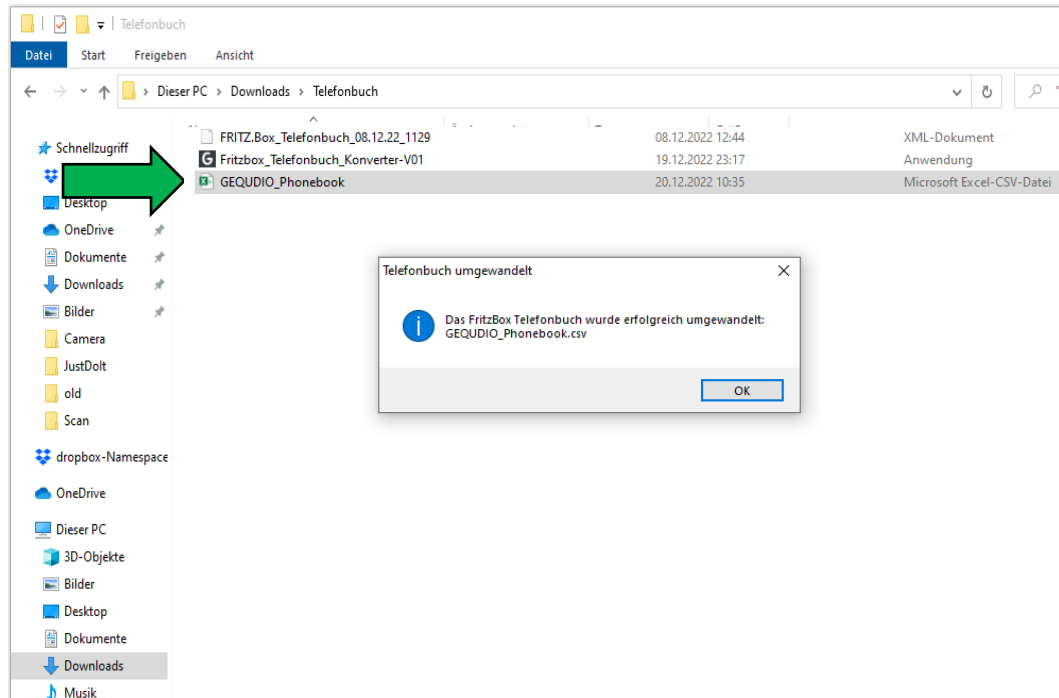 Telefonbuch
Datei Start Freigeben Ansicht
Dieser PC > Downloads > Telefonbuch
Schnellzugriff
Desktop
OneDrive
Dokumente
Downloads
Bilder
Camera
JustDoIt
old
Scan
dropbox-Namespace
OneDrive
Dieser PC
3D-Objekte
Bilder
Desktop
Dokumente
Downloads
Musik
FRITZ.Box_Telefonbuch_08.12.22_1129 08.12.2022 12:44 XML-Dokument
Fritzbox_Telefonbuch_Konverter-V01 19.12.2022 23:17 Anwendung
GEQUDIO_Phonebook 20.12.2022 10:35 Microsoft Excel-CSV-Datei
Telefonbuch umgewandelt
Das FritzBox Telefonbuch wurde erfolgreich umgewandelt:
GEQUDIO_Phonebook.csv
OK